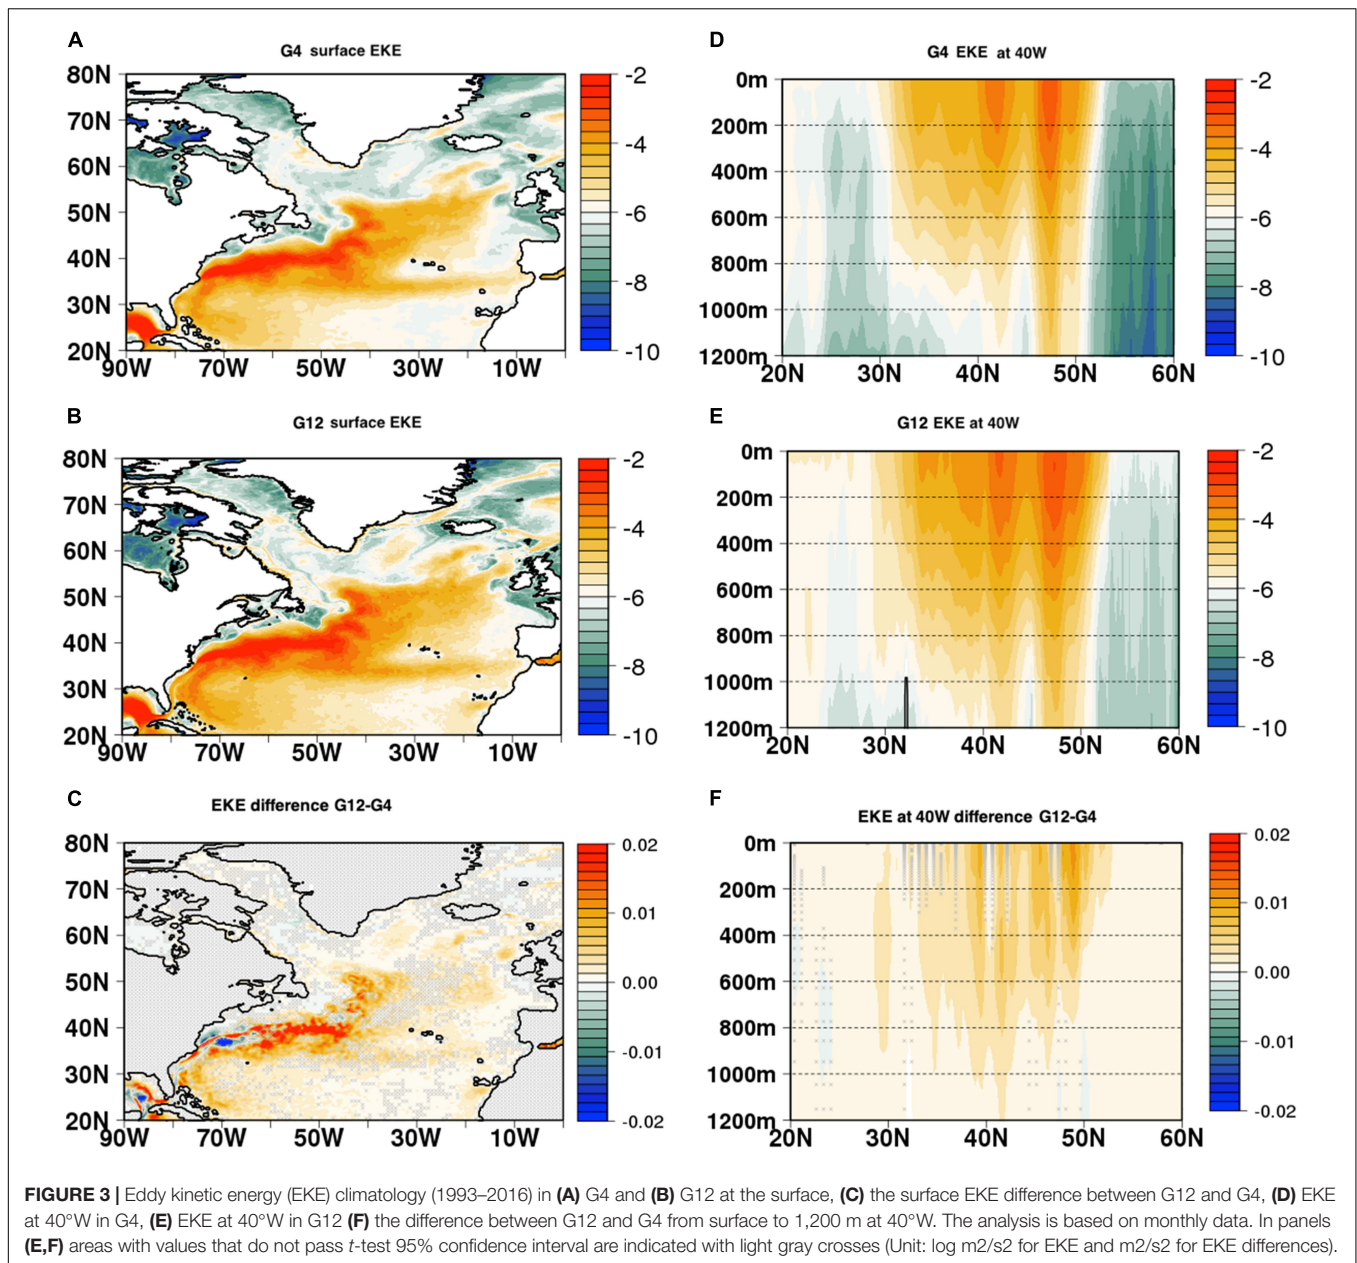 A
G4 surface EKE
80N
70N
60N
50N
40N
30N
20N
90W 70W 50W 30W 10W
-2
-4
-6
-8
-10
D
G4 EKE at 40W
0m
200m
400m
600m
800m
1000m
1200m
20N 30N 40N 50N 60N
-2
-4
-6
-8
-10
B
G12 surface EKE
80N
70N
60N
50N
40N
30N
20N
90W 70W 50W 30W 10W
-2
-4
-6
-8
-10
E
G12 EKE at 40W
0m
200m
400m
600m
800m
1000m
1200m
20N 30N 40N 50N 60N
-2
-4
-6
-8
-10
C
EKE difference G12-G4
80N
70N
60N
50N
40N
30N
20N
90W 70W 50W 30W 10W
0.02
0.01
0.00
-0.01
-0.02
F
EKE at 40W difference G12-G4
0m
200m
400m
600m
800m
1000m
1200m
20N 30N 40N 50N 60N
0.02
0.01
0.00
-0.01
-0.02
FIGURE 3 | Eddy kinetic energy (EKE) climatology (1993–2016) in (A) G4 and (B) G12 at the surface, (C) the surface EKE difference between G12 and G4, (D) EKE
at 40°W in G4, (E) EKE at 40°W in G12 (F) the difference between G12 and G4 from surface to 1,200 m at 40°W. The analysis is based on monthly data. In panels
(E,F) areas with values that do not pass t-test 95% confidence interval are indicated with light gray crosses (Unit: log m2/s2 for EKE and m2/s2 for EKE differences).